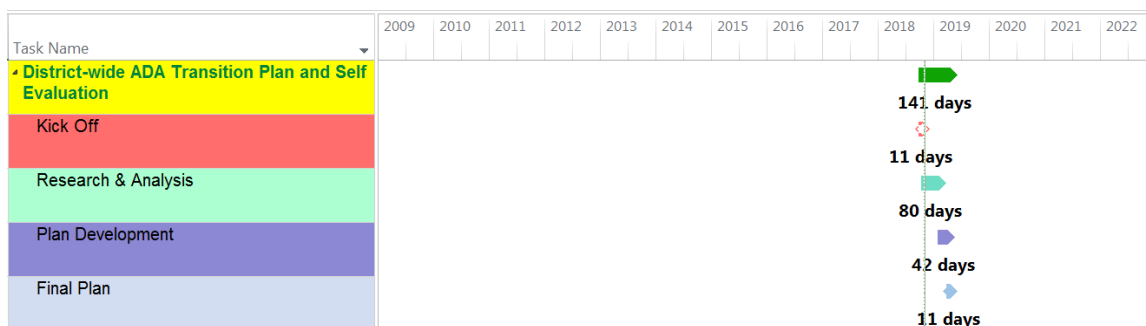 2009 2010 2011 2012 2013 2014 2015 2016 2017 2018 2019 2020 2021 2022
Task Name
District-wide ADA Transition Plan and Self
Evaluation
141 days
Kick Off
11 days
Research & Analysis
80 days
Plan Development
42 days
Final Plan
11 days